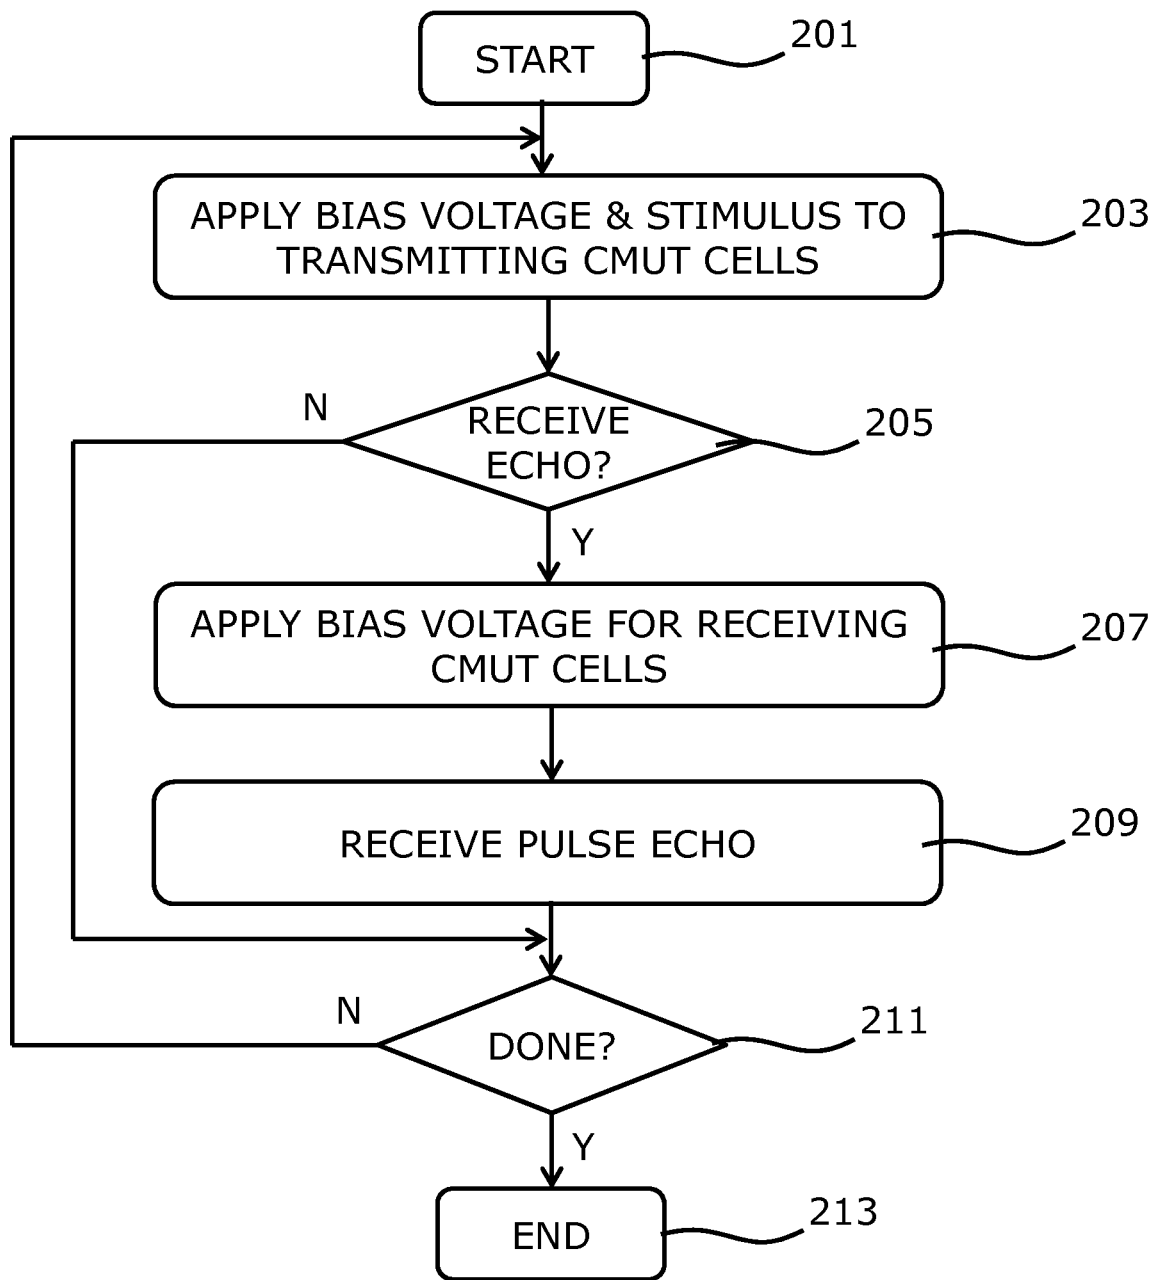 START
201
APPLY BIAS VOLTAGE & STIMULUS TO
TRANSMITTING CMUT CELLS
203
N
RECEIVE
ECHO?
205
Y
APPLY BIAS VOLTAGE FOR RECEIVING
CMUT CELLS
207
RECEIVE PULSE ECHO
209
N
DONE?
211
Y
END
213